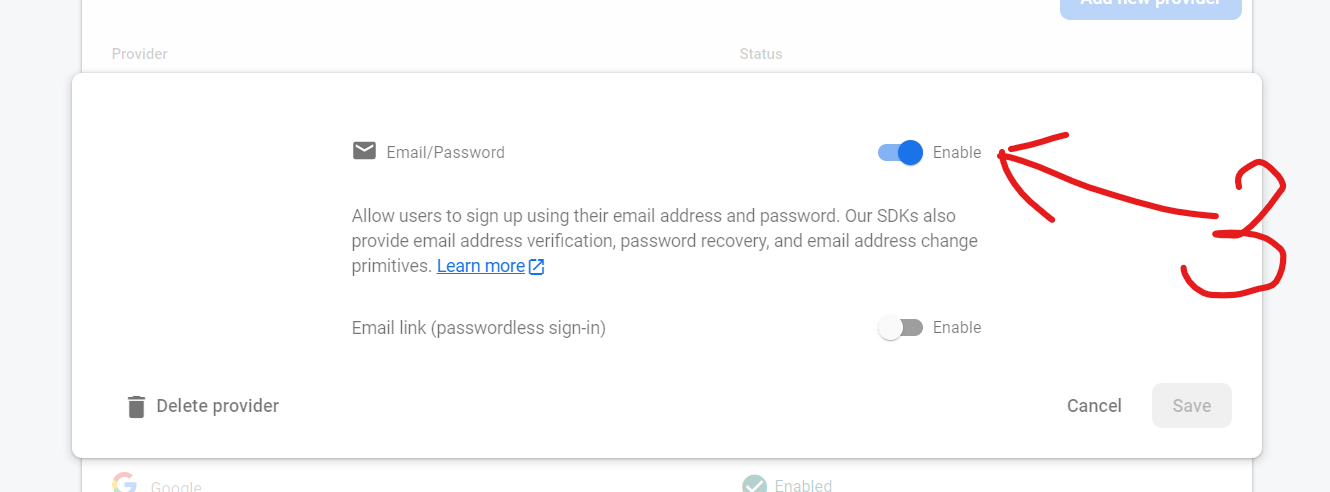 Add new provider
Provider Status
Email/Password Enable
3
Allow users to sign up using their email address and password. Our SDKs also
provide email address verification, password recovery, and email address change
primitives. Learn more
Email link (passwordless sign-in) Enable
Delete provider Cancel Save
Google Enabled